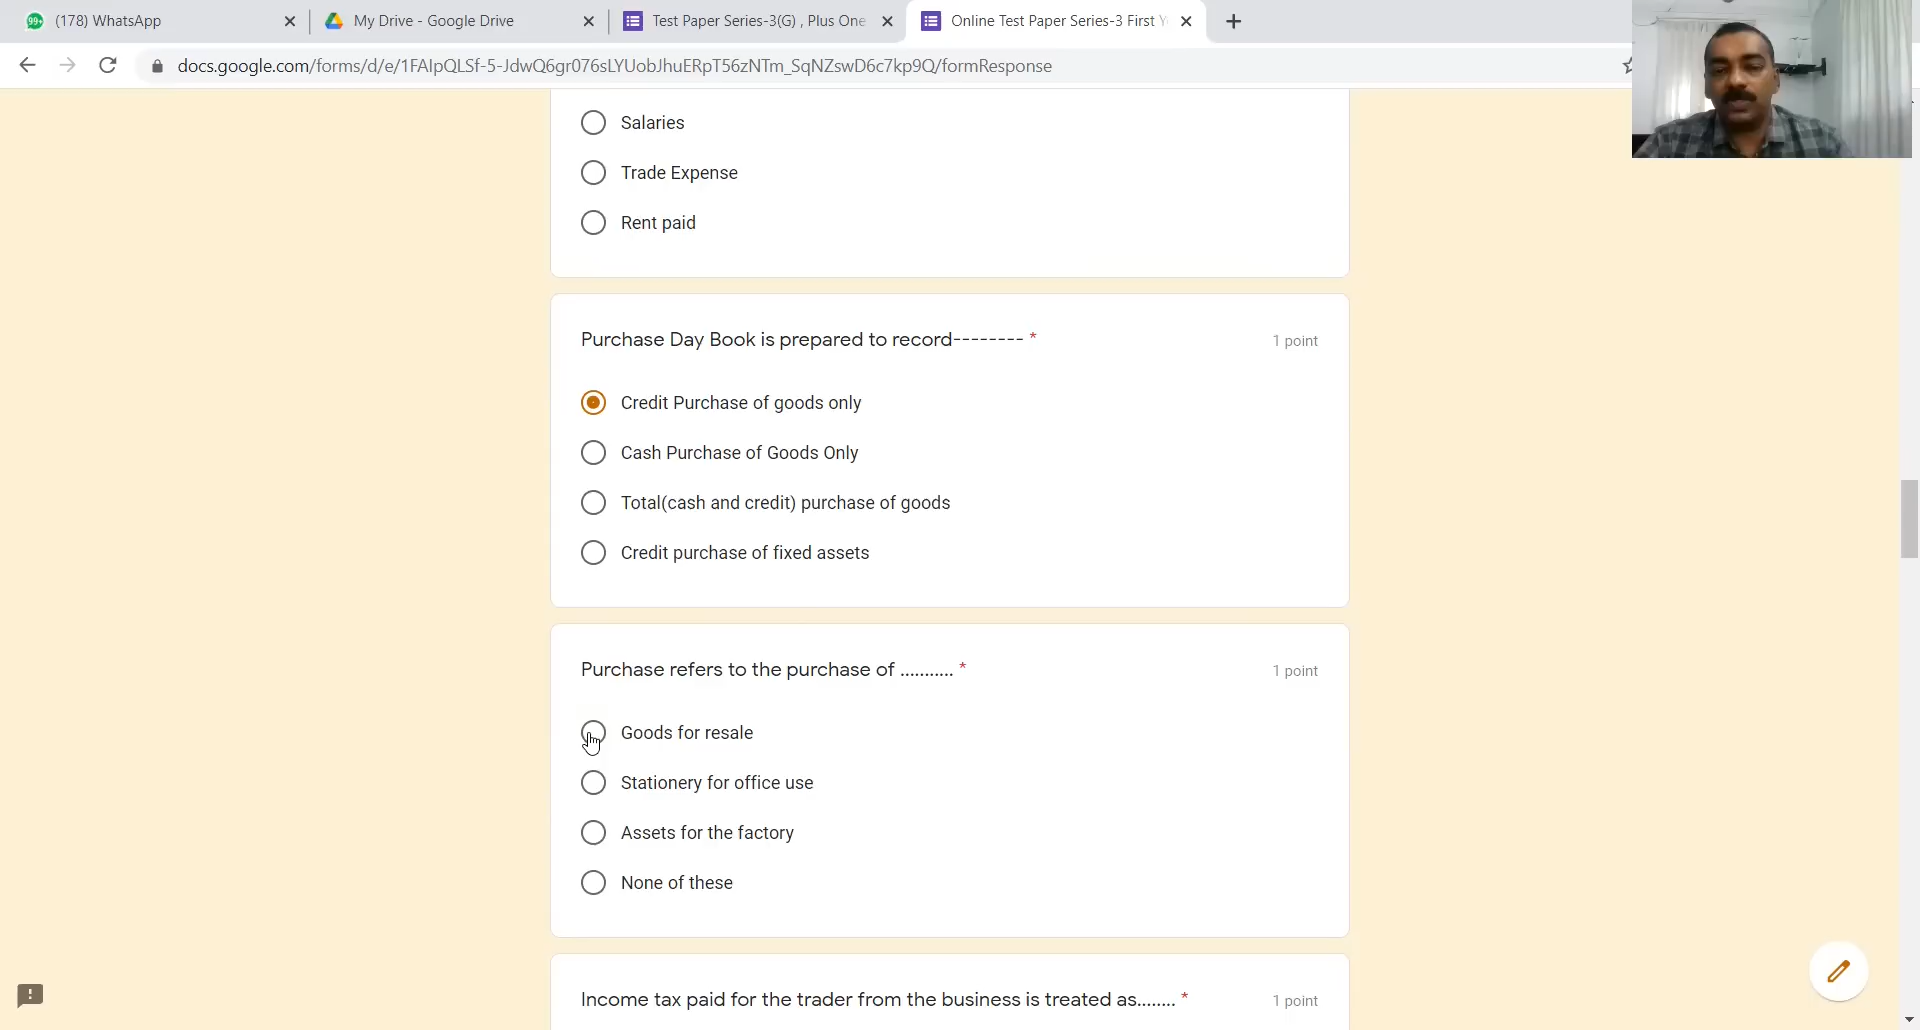 99+
(178) WhatsApp
My Drive - Google Drive
Test Paper Series-3(G) , Plus One
Online Test Paper Series-3 First Y
docs.google.com/forms/d/e/1FAIpQLSf-5-JdwQ6gr076sLYUobJhuERpT56zNTm_SqNZswD6c7kp9Q/formResponse
Salaries
Trade Expense
Rent paid
Purchase Day Book is prepared to record-------- *
1 point
Credit Purchase of goods only
Cash Purchase of Goods Only
Total(cash and credit) purchase of goods
Credit purchase of fixed assets
Purchase refers to the purchase of ........... *
1 point
Goods for resale
Stationery for office use
Assets for the factory
None of these
Income tax paid for the trader from the business is treated as........ *
1 point